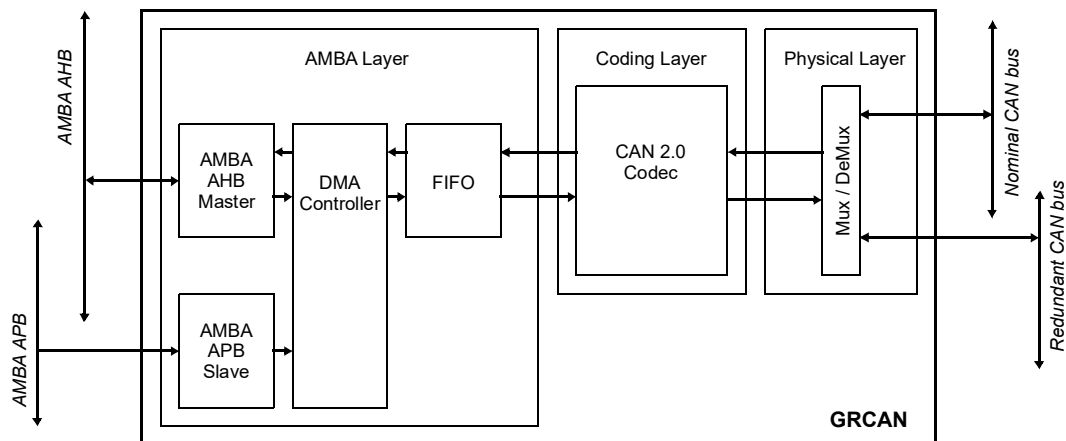 AMBA AHB
AMBA APB
AMBA Layer
Coding Layer
Physical Layer
AMBA
AHB
Master
DMA
Controller
FIFO
CAN 2.0
Codec
Mux / DeMux
AMBA
APB
Slave
Nominal CAN bus
Redundant CAN bus
GRCAN